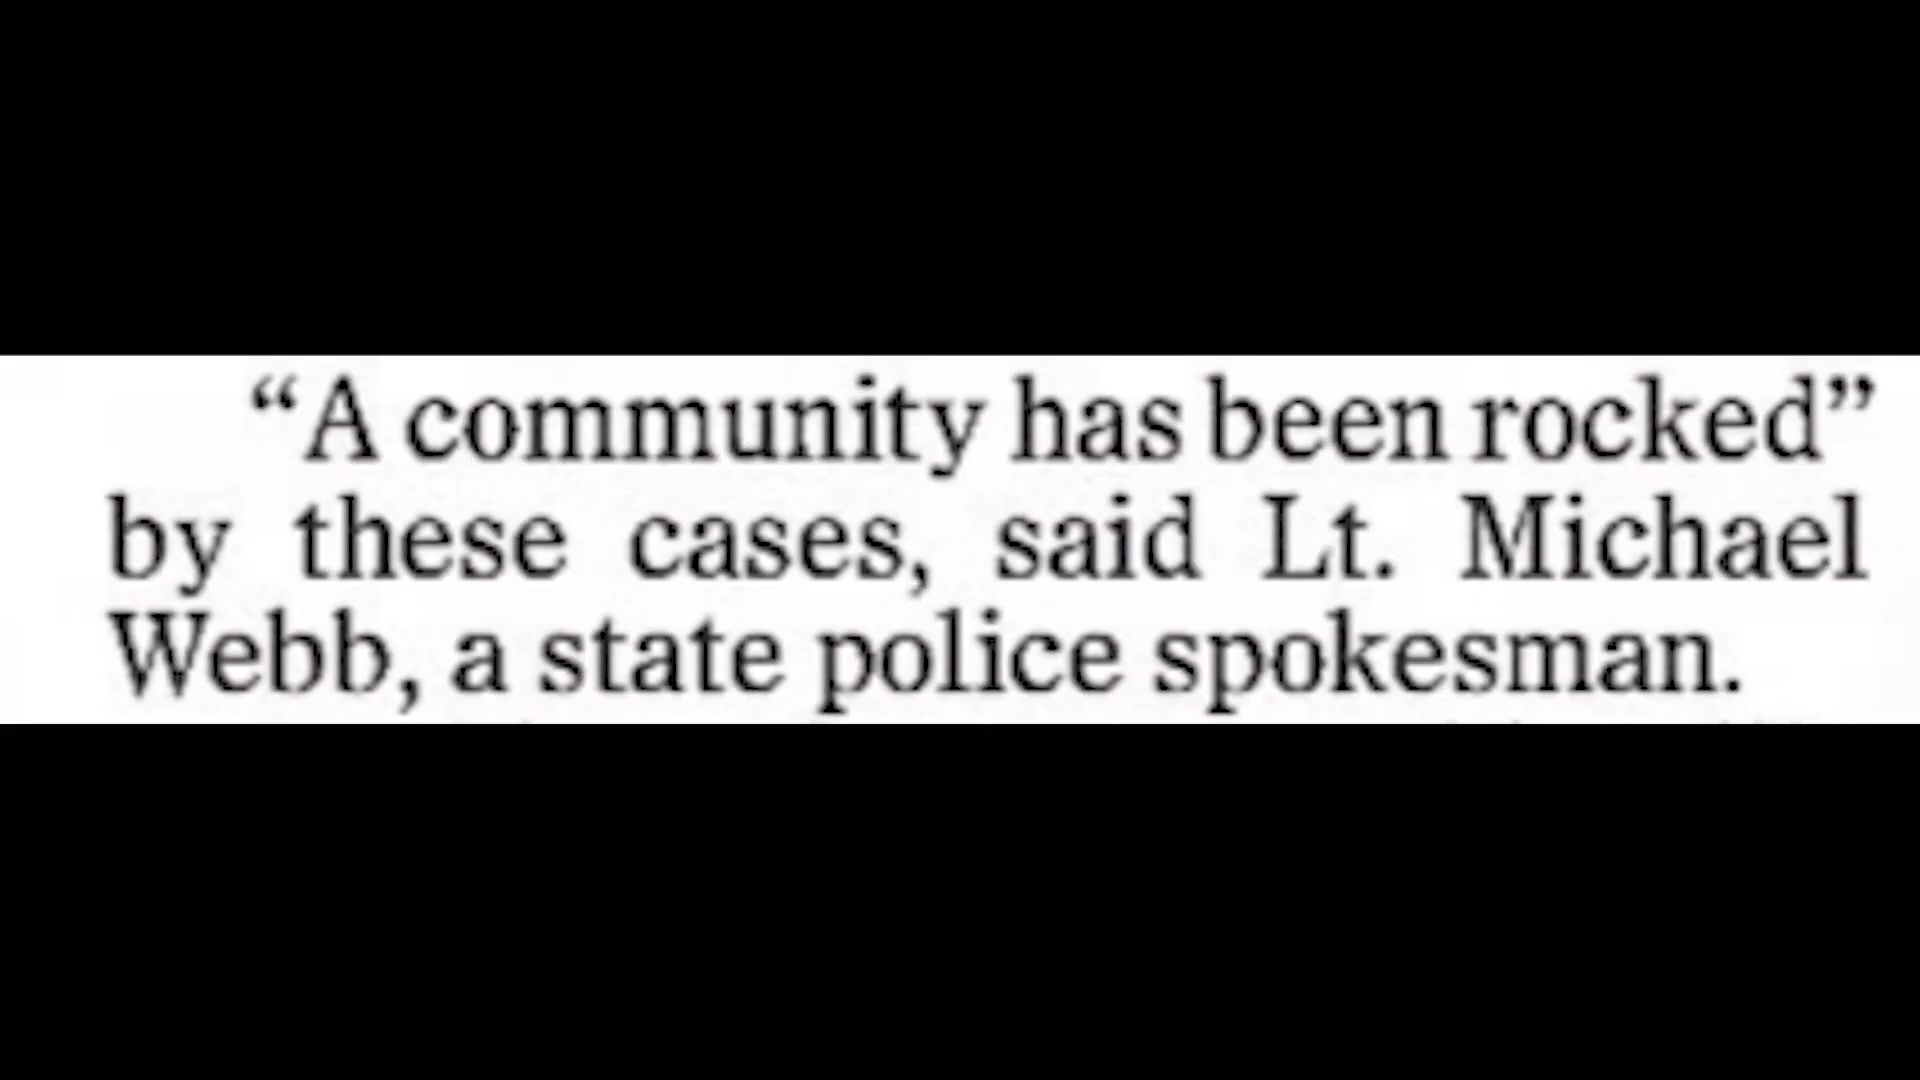 “A community has been rocked”
by these cases, said Lt. Michael
Webb, a state police spokesman.